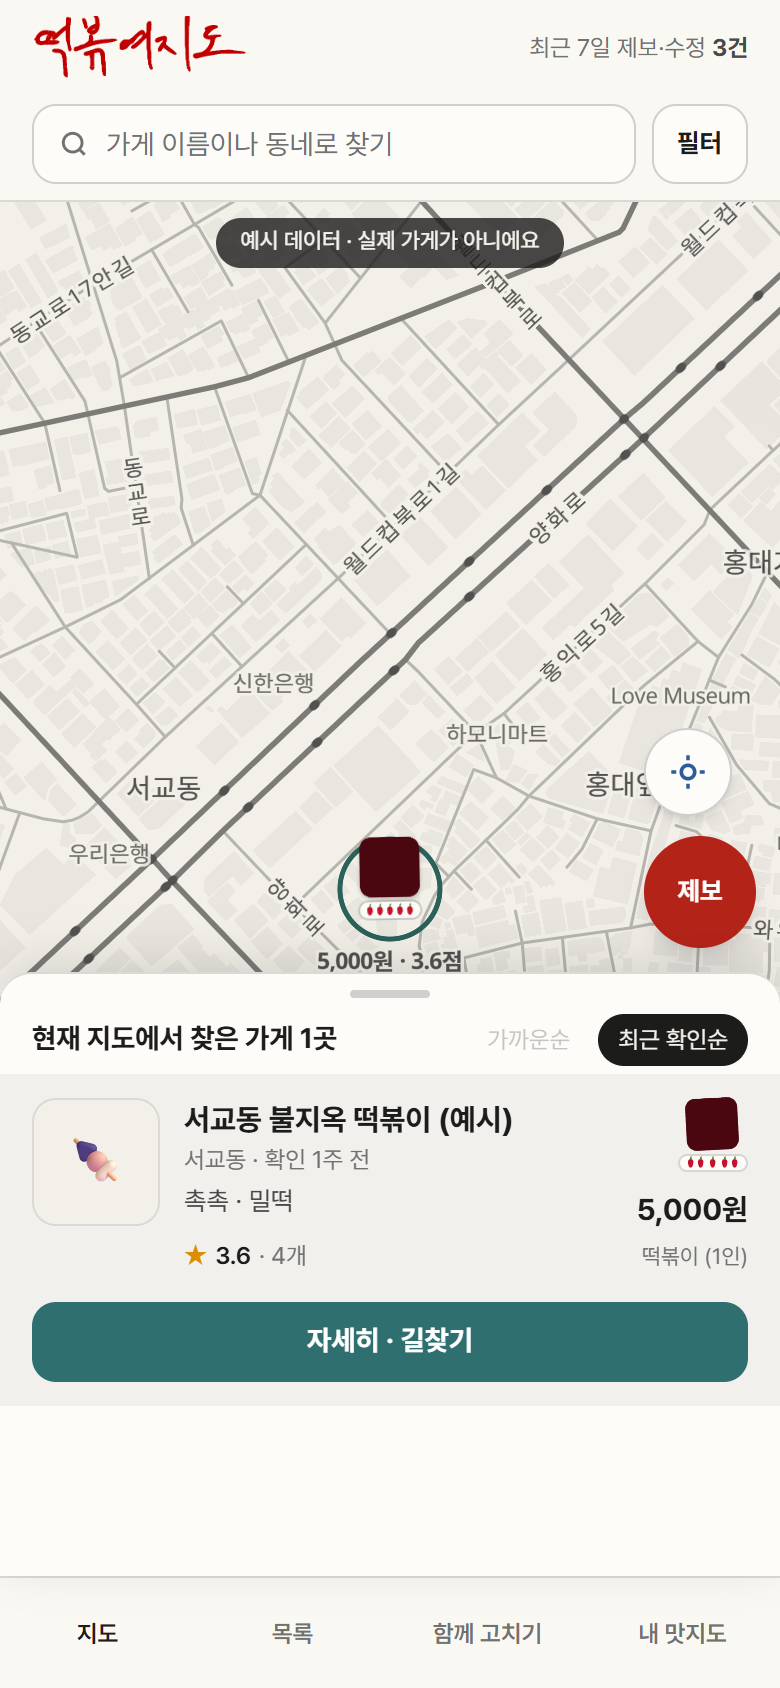 떡볶여지도
최근 7일 제보·수정 3건
가게 이름이나 동네로 찾기
필터
예시 데이터 · 실제 가게가 아니에요
동교로17안길
동교로
월드컵북로1길
양화로
홍익로5길
신한은행
Love Museum
하모니마트
서교동
우리은행
양화로
제보
5,000원 · 3.6점
현재 지도에서 찾은 가게 1곳
가까운순
최근 확인순
서교동 불지옥 떡볶이 (예시)
서교동 · 확인 1주 전
촉촉 · 밀떡
★ 3.6 · 4개
5,000원
떡볶이 (1인)
자세히 · 길찾기
지도
목록
함께 고치기
내 맛지도